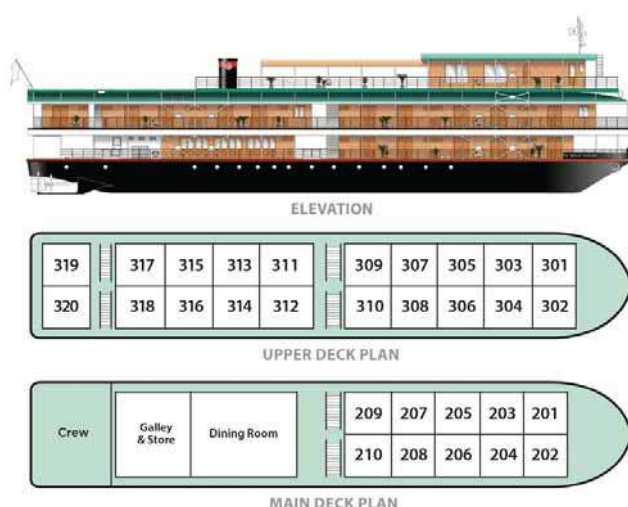 ELEVATION
319 317 315 313 311 309 307 305 303 301
320 318 316 314 312 310 308 306 304 302
UPPER DECK PLAN
Crew
Galley
& Store
Dining Room
209 207 205 203 201
210 208 206 204 202
MAIN DECK PLAN